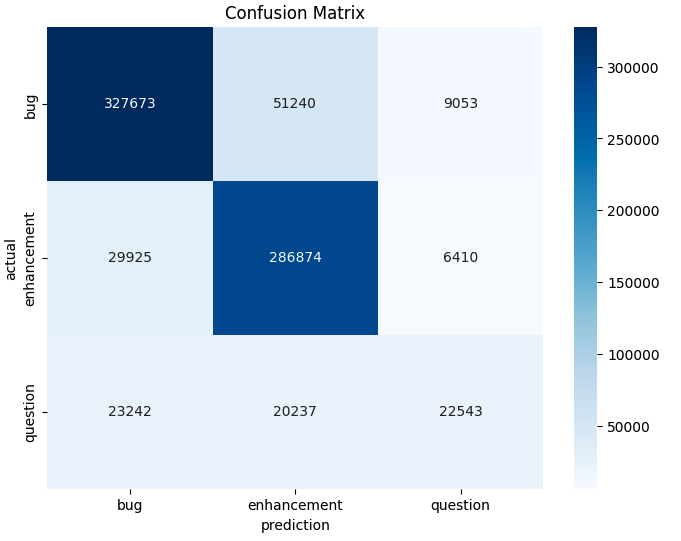 Confusion Matrix
bug
327673 51240 9053
enhancement
29925 286874 6410
question
23242 20237 22543
actual
bug enhancement question
prediction
300000
250000
200000
150000
100000
50000